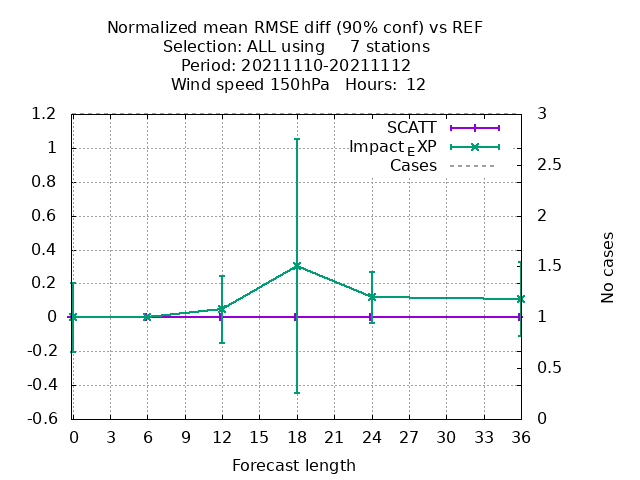 Normalized mean RMSE diff (90% conf) vs REF
Selection: ALL using     7 stations
Period: 20211110-20211112
Wind speed 150hPa   Hours: 12
SCATT
Impact_EXP
Cases
1.2
1
0.8
0.6
0.4
0.2
0
-0.2
-0.4
-0.6
3
2.5
2
1.5
1
0.5
0
No cases
0 3 6 9 12 15 18 21 24 27 30 33 36
Forecast length